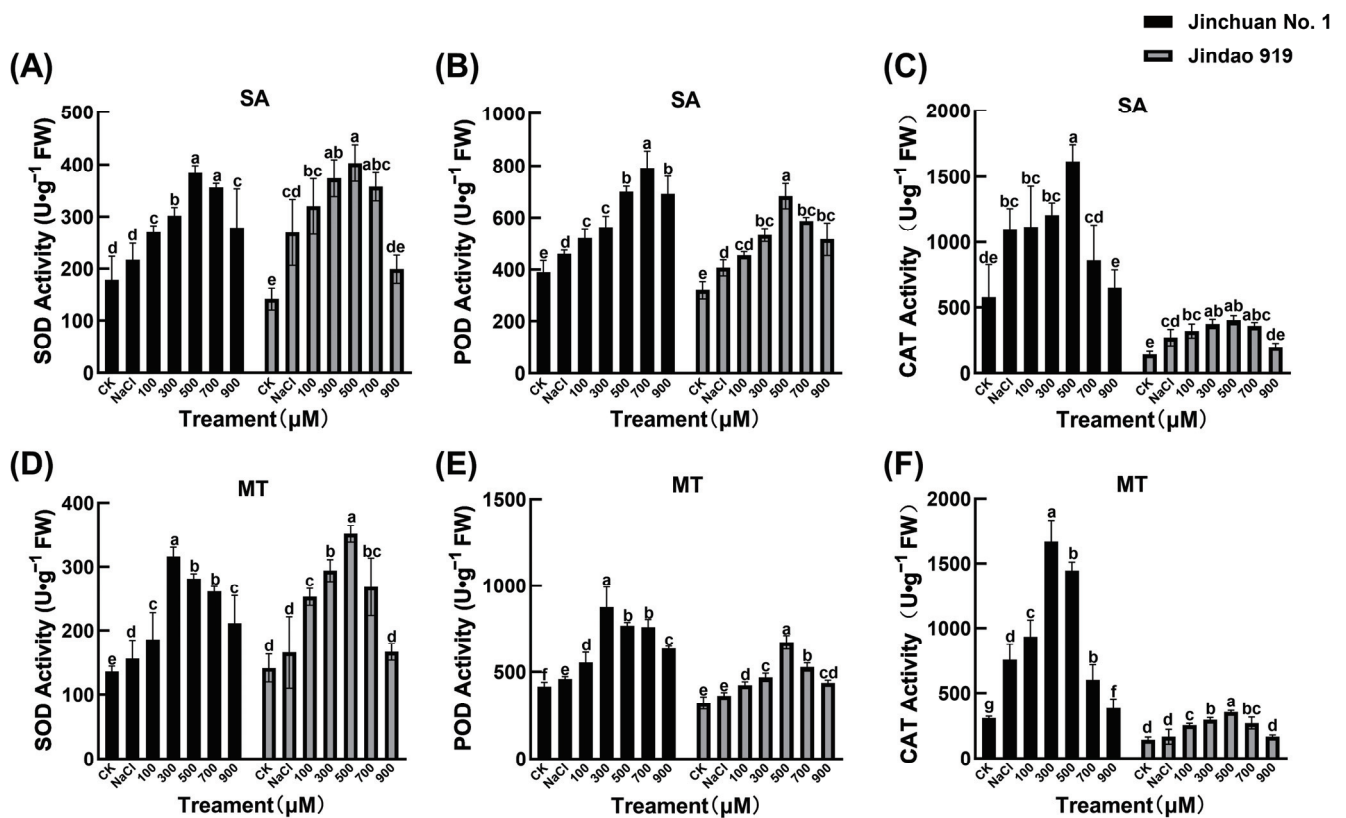 Jinchuan No. 1
Jindao 919
(A)
SA
SOD Activity (U•g⁻¹ FW)
500
400
300
200
100
0
d d c b a a c e cd bc ab a abc de
CK NaCl 100 300 500 700 900 CK NaCl 100 300 500 700 900
Treament(μM)
(B)
SA
POD Activity (U•g⁻¹ FW)
1000
800
600
400
200
0
e d c c b a b e d cd bc a bc bc
CK NaCl 100 300 500 700 900 CK NaCl 100 300 500 700 900
Treament(μM)
(C)
SA
CAT Activity (U•g⁻¹ FW)
2000
1500
1000
500
0
de bc bc bc a cd e e cd bc ab ab abc de
CK NaCl 100 300 500 700 900 CK NaCl 100 300 500 700 900
Treament(μM)
(D)
MT
SOD Activity (U•g⁻¹ FW)
400
300
200
100
0
e d c a b b c d d c b a bc d
CK NaCl 100 300 500 700 900 CK NaCl 100 300 500 700 900
Treament(μM)
(E)
MT
POD Activity (U•g⁻¹ FW)
1500
1000
500
0
f e d a b b c e e d c a b cd
CK NaCl 100 300 500 700 900 CK NaCl 100 300 500 700 900
Treament(μM)
(F)
MT
CAT Activity (U•g⁻¹ FW)
2000
1500
1000
500
0
g d c a b b f d d c b a bc d
CK NaCl 100 300 500 700 900 CK NaCl 100 300 500 700 900
Treament(μM)